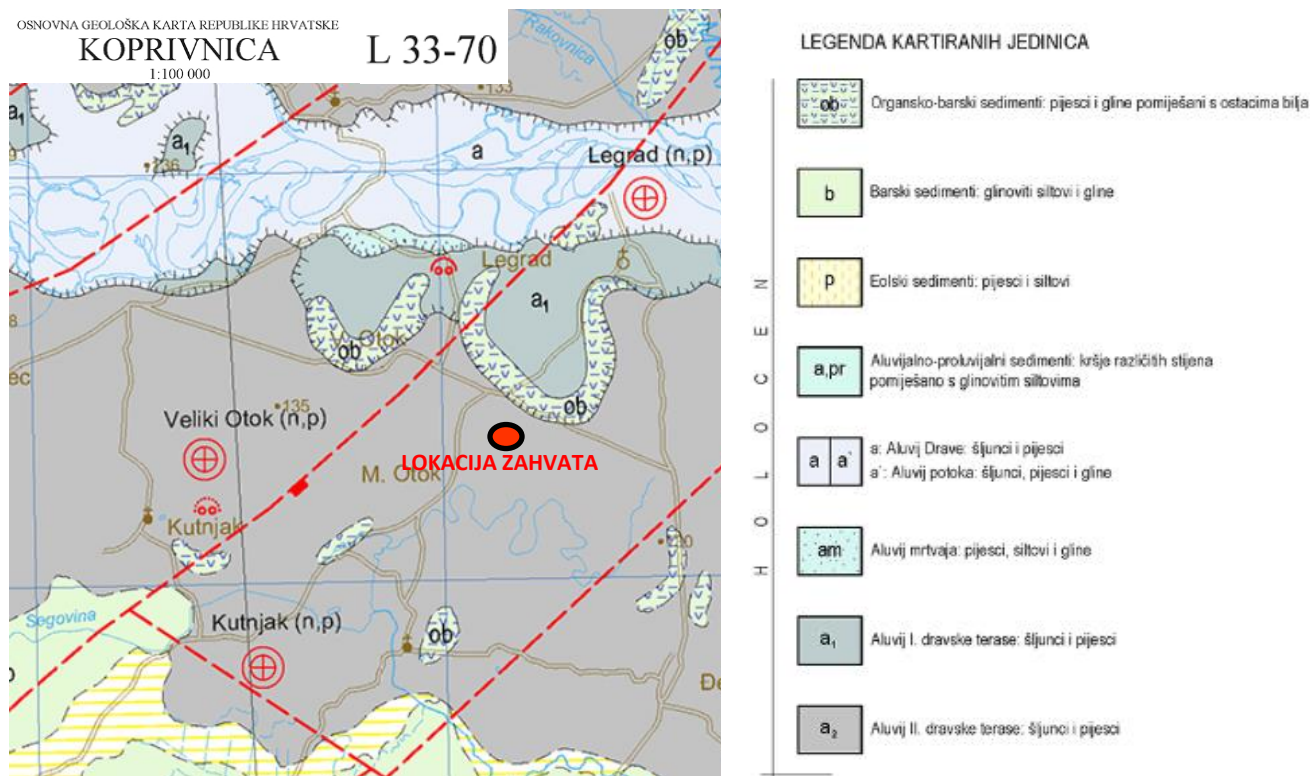 OSNOVNA GEOLOŠKA KARTA REPUBLIKE HRVATSKE
KOPRIVNICA
1:100 000
L 33-70
Rakovnica
ob
133
a₁
a₁
136
a
Legrad (n,p)
Legrad
a₁
V. Otok
ob
ob
135
Veliki Otok (n,p)
LOKACIJA ZAHVATA
M. Otok
Kutnjak
Segovina
Kutnjak (n,p)
ob
LEGENDA KARTIRANIH JEDINICA
HOLOCEN
ob Organsko-barski sedimenti: pijesci i gline pomiješani s ostacima bilja
b Barski sedimenti: glinoviti siltovi i gline
p Eolski sedimenti: pijesci i siltovi
a,pr Aluvijalno-proluvijalni sedimenti: kršje različitih stijena
pomiješano s glinovitim siltovima
a a` a: Aluvij Drave: šljunci i pijesci
a`: Aluvij potoka: šljunci, pijesci i gline
am Aluvij mrtvaja: pijesci, siltovi i gline
a₁ Aluvij I. dravske terase: šljunci i pijesci
a₂ Aluvij II. dravske terase: šljunci i pijesci